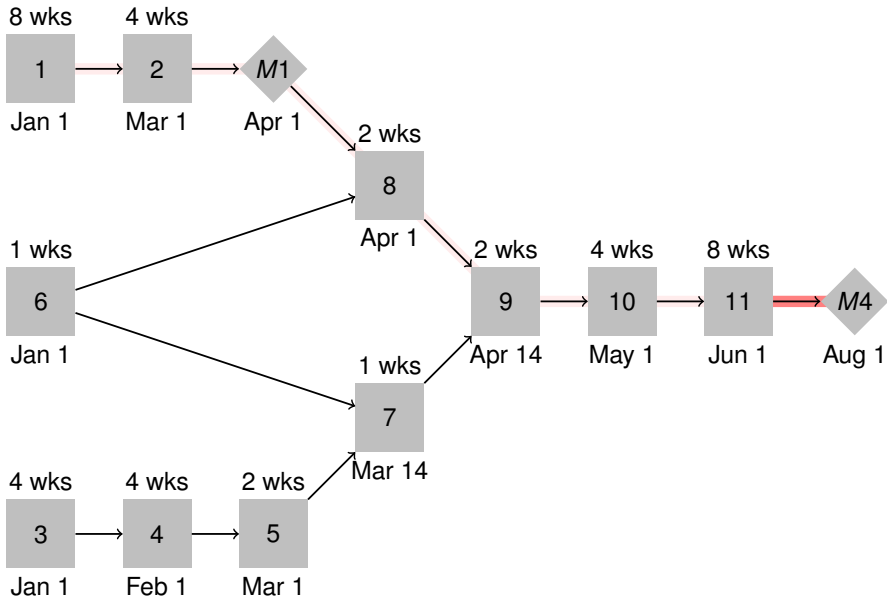 8 wks 4 wks
1 2 M1
Jan 1 Mar 1 Apr 1
2 wks
8
Apr 1
1 wks 2 wks 4 wks 8 wks
6 9 10 11 M4
Jan 1 Apr 14 May 1 Jun 1 Aug 1
1 wks
7
Mar 14
4 wks 4 wks 2 wks
3 4 5
Jan 1 Feb 1 Mar 1